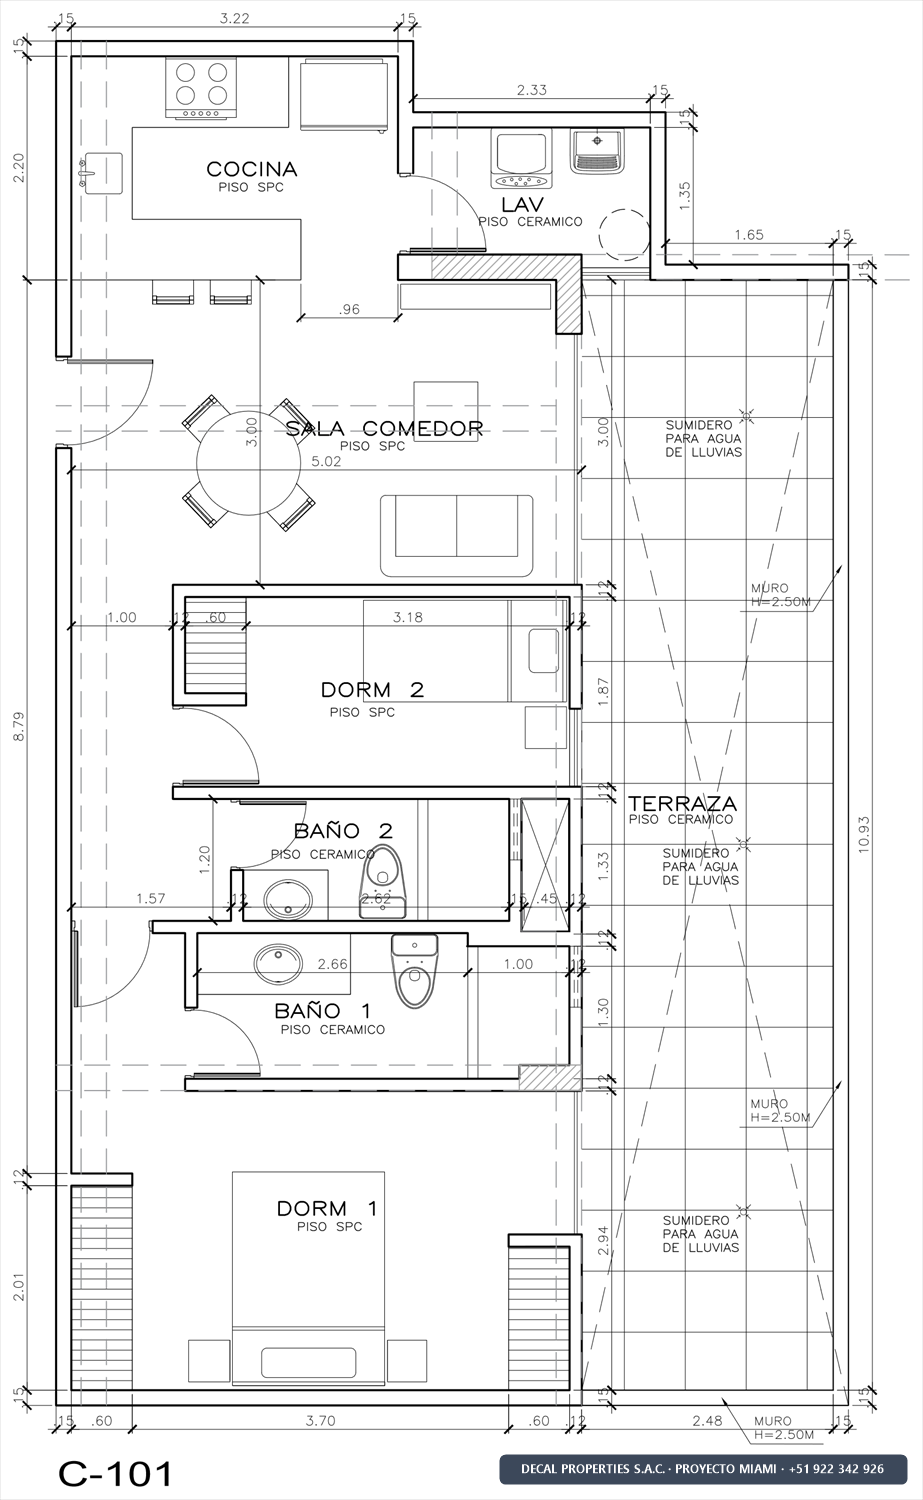 15
3.22
15
15
2.33
15
15
2.20
COCINA
PISO SPC
LAV
PISO CERAMICO
1.35
1.65
15
15
.96
3.00
SALA COMEDOR
PISO SPC
5.02
3.00
SUMIDERO
PARA AGUA
DE LLUVIAS
MURO
H=2.50M
.12
1.00
.12
.60
3.18
.12
DORM 2
PISO SPC
1.87
8.79
.12
TERRAZA
PISO CERAMICO
10.93
BAÑO 2
PISO CERAMICO
1.20
SUMIDERO
PARA AGUA
DE LLUVIAS
1.33
1.57
.12
2.62
.15
.45
.12
.12
2.66
1.00
.12
BAÑO 1
PISO CERAMICO
1.30
.12
MURO
H=2.50M
.12
DORM 1
PISO SPC
SUMIDERO
PARA AGUA
DE LLUVIAS
2.94
2.01
15
15
15
15
.60
3.70
.60
.12
2.48
15
MURO
H=2.50M
C-101
DECAL PROPERTIES S.A.C. · PROYECTO MIAMI · +51 922 342 926